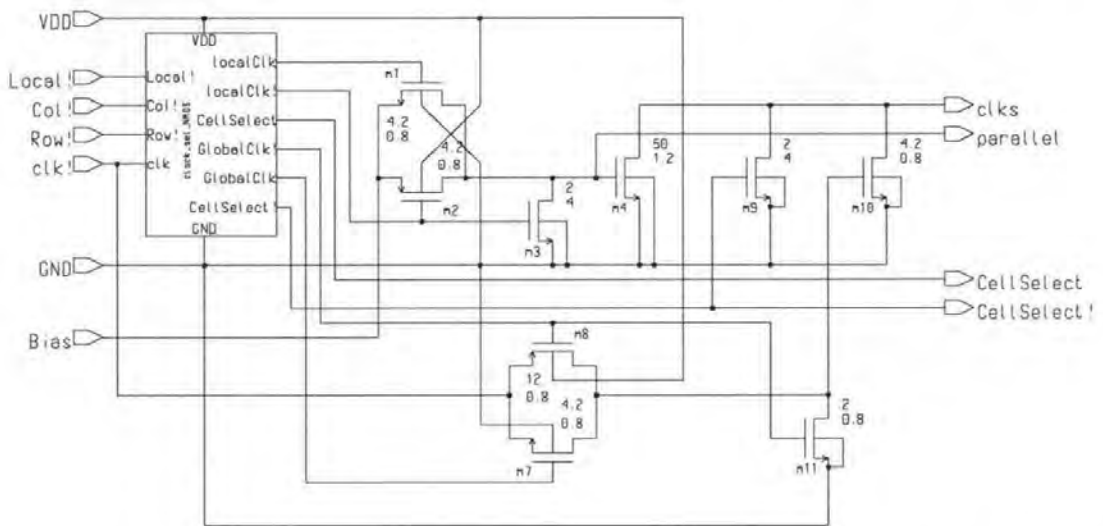 VDD
VDD
Local!
Local!
localClk
Col!
Col!
localClk!
Row!
Row!
CellSelect
clk!
clk
GlobalClk!
GlobalClk
CellSelect!
GND
m1
4.2
0.8
4.2
0.8
m2
m3
2
4
50
1.2
m4
2
4
m9
4.2
0.8
m10
clks
parallel
GND
CellSelect
CellSelect!
Bias
m8
12
0.8
4.2
0.8
m7
2
0.8
m11